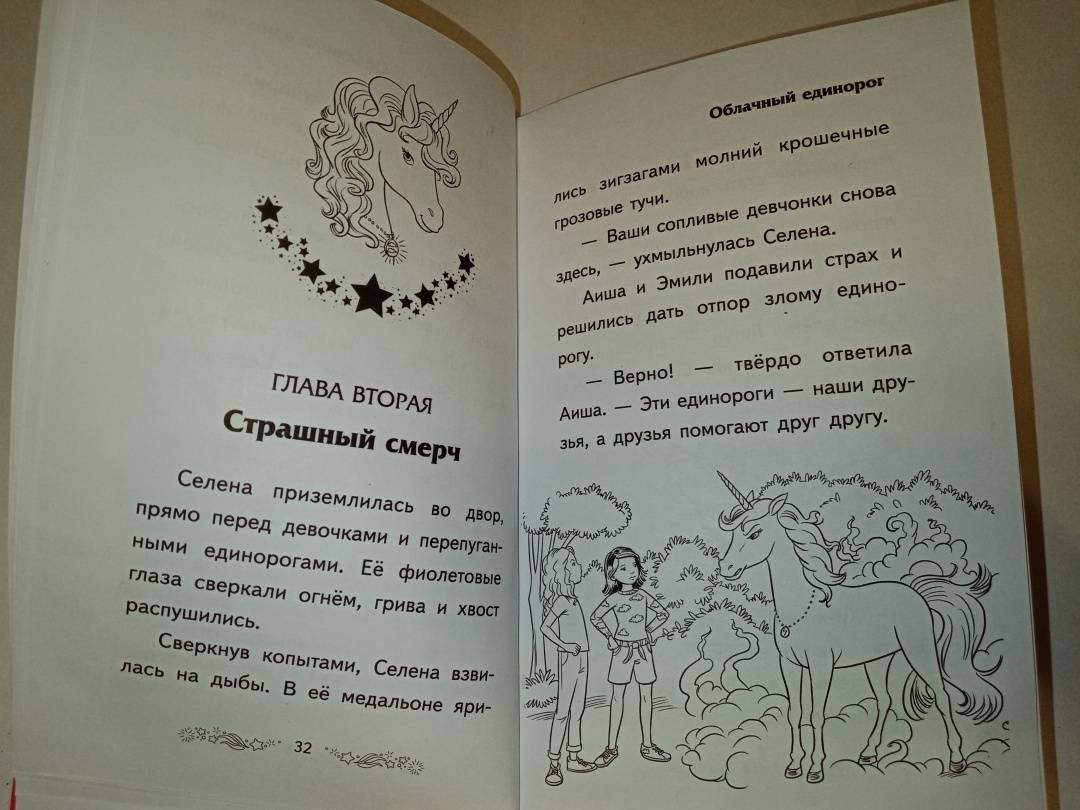 ГЛАВА ВТОРАЯ
Страшный смерч
Селена приземлилась во двор,
прямо перед девочками и перепуган-
ными единорогами. Её фиолетовые
глаза сверкали огнём, грива и хвост
распушились.
Сверкнув копытами, Селена взви-
лась на дыбы. В её медальоне яри-
32
Облачный единорог
лись зигзагами молний крошечные
грозовые тучи.
— Ваши сопливые девчонки снова
здесь, — ухмыльнулась Селена.
Аиша и Эмили подавили страх и
решились дать отпор злому едино-
рогу.
— Верно! — твёрдо ответила
Аиша. — Эти единороги — наши дру-
зья, а друзья помогают друг другу.